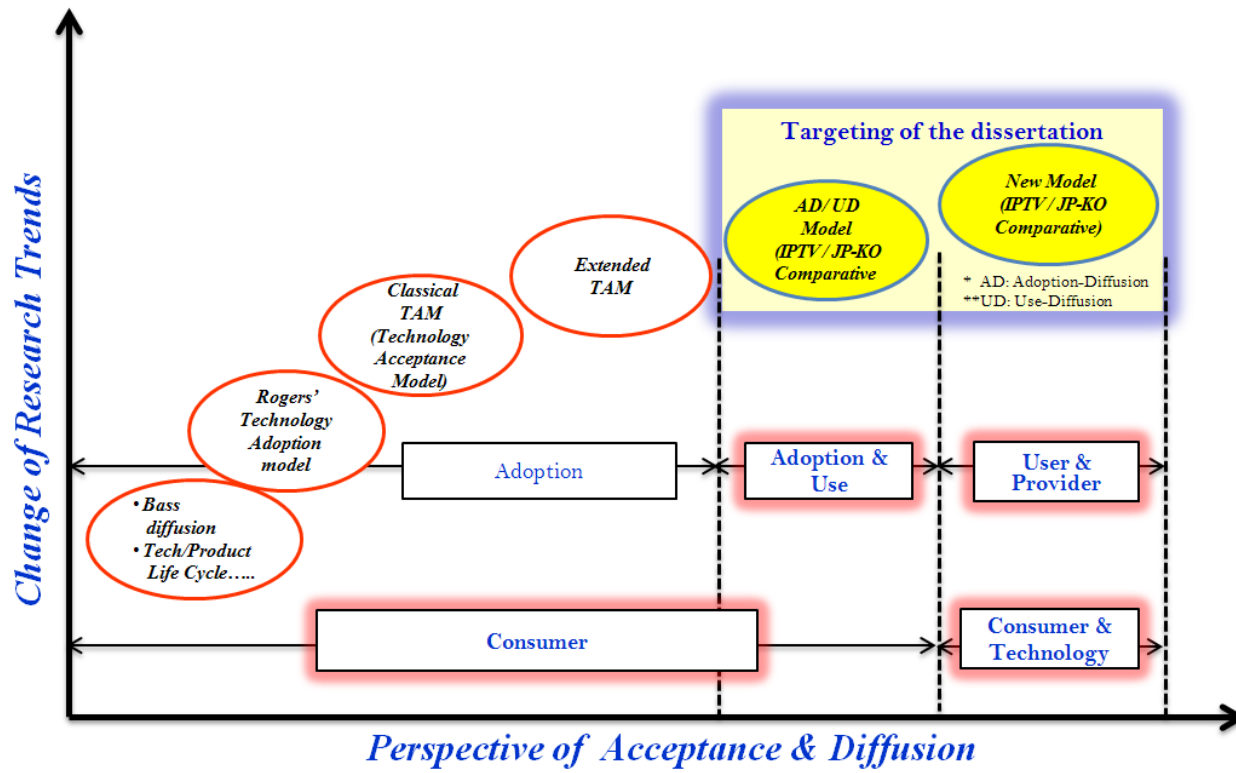 Change of Research Trends
Targeting of the dissertation
AD/ UD
Model
(IPTV / JP-KO
Comparative
New Model
(IPTV / JP-KO
Comparative)
* AD: Adoption-Diffusion
**UD: Use-Diffusion
Extended
TAM
Classical
TAM
(Technology
Acceptance
Model)
Rogers'
Technology
Adoption
model
• Bass
diffusion
• Tech/Product
Life Cycle…..
Adoption
Adoption &
Use
User &
Provider
Consumer
Consumer &
Technology
Perspective of Acceptance & Diffusion